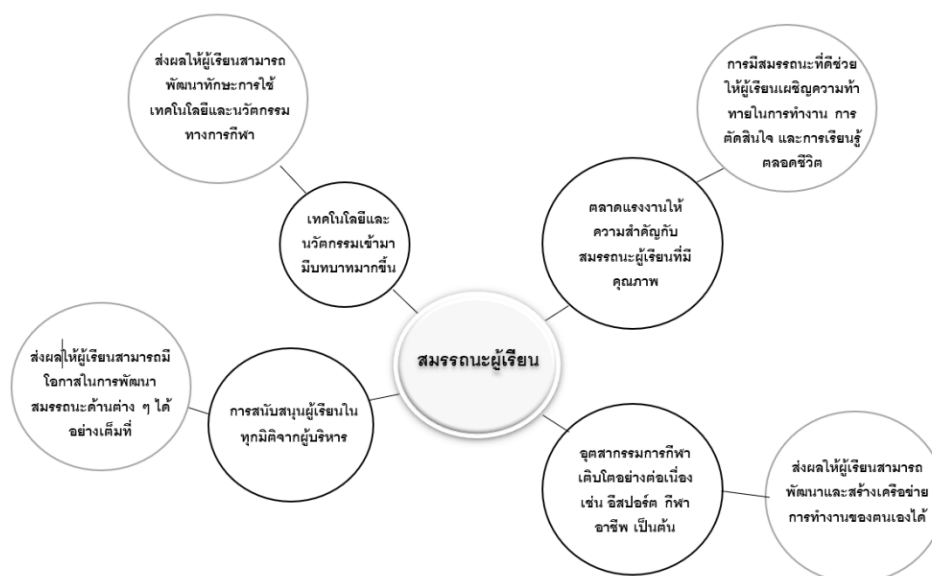 ส่งผลให้ผู้เรียนสามารถ
พัฒนาทักษะการใช้
เทคโนโลยีและนวัตกรรม
ทางการกีฬา
การมีสมรรถนะที่ดีช่วย
ให้ผู้เรียนเผชิญความท้า
ทายในการทำงาน การ
ตัดสินใจ และการเรียนรู้
ตลอดชีวิต
เทคโนโลยีและ
นวัตกรรมเข้ามา
มีบทบาทมากขึ้น
ตลาดแรงงานให้
ความสำคัญกับ
สมรรถนะผู้เรียนที่มี
คุณภาพ
สมรรถนะผู้เรียน
ส่งผลให้ผู้เรียนสามารถมี
โอกาสในการพัฒนา
สมรรถนะด้านต่าง ๆ ได้
อย่างเต็มที่
การสนับสนุนผู้เรียนใน
ทุกมิติจากผู้บริหาร
อุตสากรรมการกีฬา
เติบโตอย่างต่อเนื่อง
เช่น อีสปอร์ต กีฬา
อาชีพ เป็นต้น
ส่งผลให้ผู้เรียนสามารถ
พัฒนาและสร้างเครือข่าย
การทำงานของตนเองได้